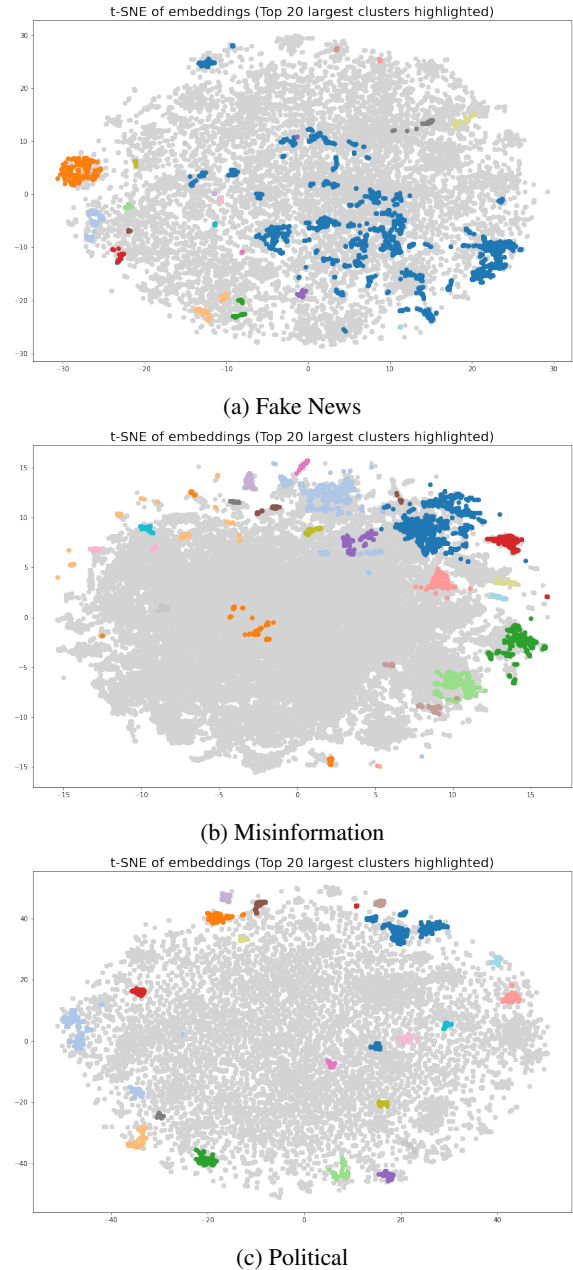 t-SNE of embeddings (Top 20 largest clusters highlighted)
30
20
10
0
−10
−20
−30
−30 −20 −10 0 10 20 30
(a) Fake News
t-SNE of embeddings (Top 20 largest clusters highlighted)
15
10
5
0
−5
−10
−15
−15 −10 −5 0 5 10 15
(b) Misinformation
t-SNE of embeddings (Top 20 largest clusters highlighted)
40
20
0
−20
−40
−40 −20 0 20 40
(c) Political